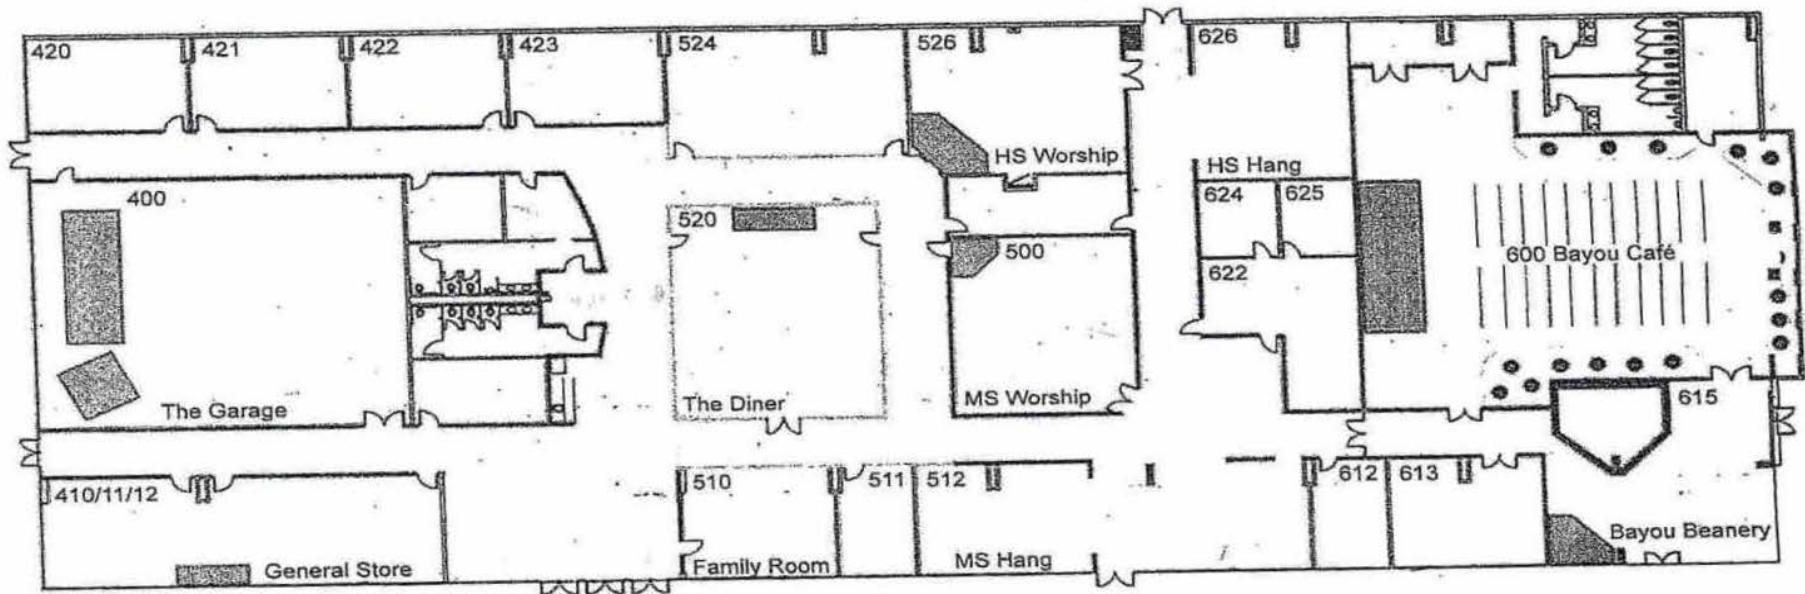 420
421
422
423
524
526
626
HS Worship
HS Hang
400
624
625
520
500
600 Bayou Café
622
The Garage
The Diner
MS Worship
615
410/11/12
510
511
512
612
613
General Store
Family Room
MS Hang
Bayou Beanery